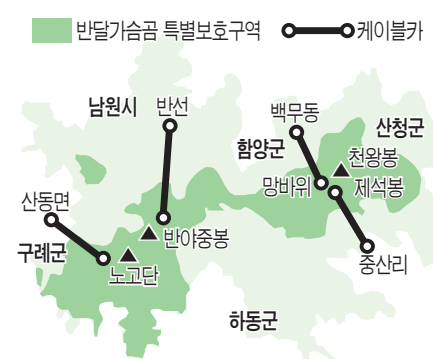 반달가슴곰 특별보호구역 케이블카
남원시
반선
백무동
함양군
산청군
천왕봉
망바위
제석봉
산동면
반야중봉
구례군
노고단
중산리
하동군